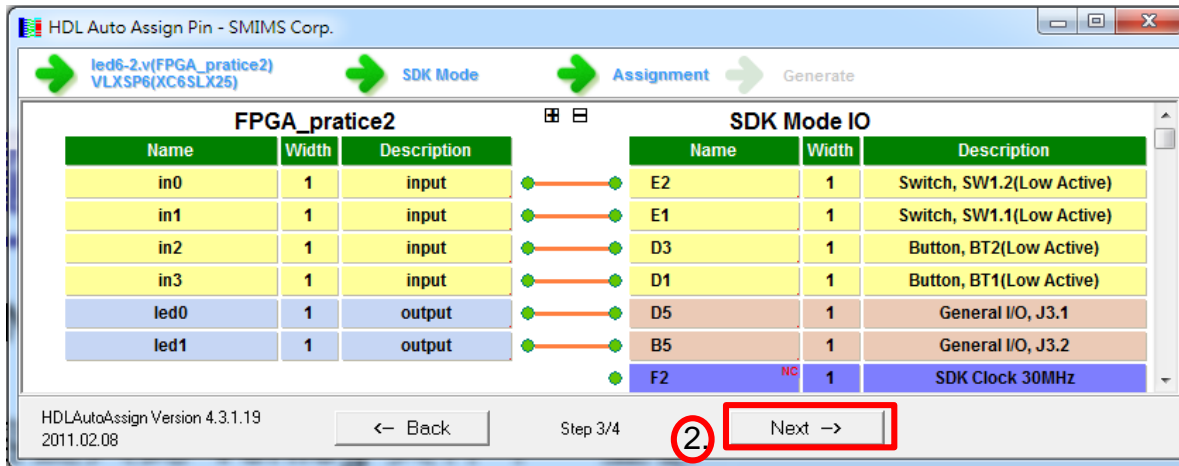 HDL Auto Assign Pin - SMIMS Corp.
led6-2.v(FPGA_pratice2)
VLXSP6(XC6SLX25)
SDK Mode
Assignment
Generate
FPGA_pratice2
SDK Mode IO
Name Width Description Name Width Description
in0 1 input E2 1 Switch, SW1.2(Low Active)
in1 1 input E1 1 Switch, SW1.1(Low Active)
in2 1 input D3 1 Button, BT2(Low Active)
in3 1 input D1 1 Button, BT1(Low Active)
led0 1 output D5 1 General I/O, J3.1
led1 1 output B5 1 General I/O, J3.2
F2 NC 1 SDK Clock 30MHz
HDLAutoAssign Version 4.3.1.19
2011.02.08
<- Back
Step 3/4
2.
Next ->